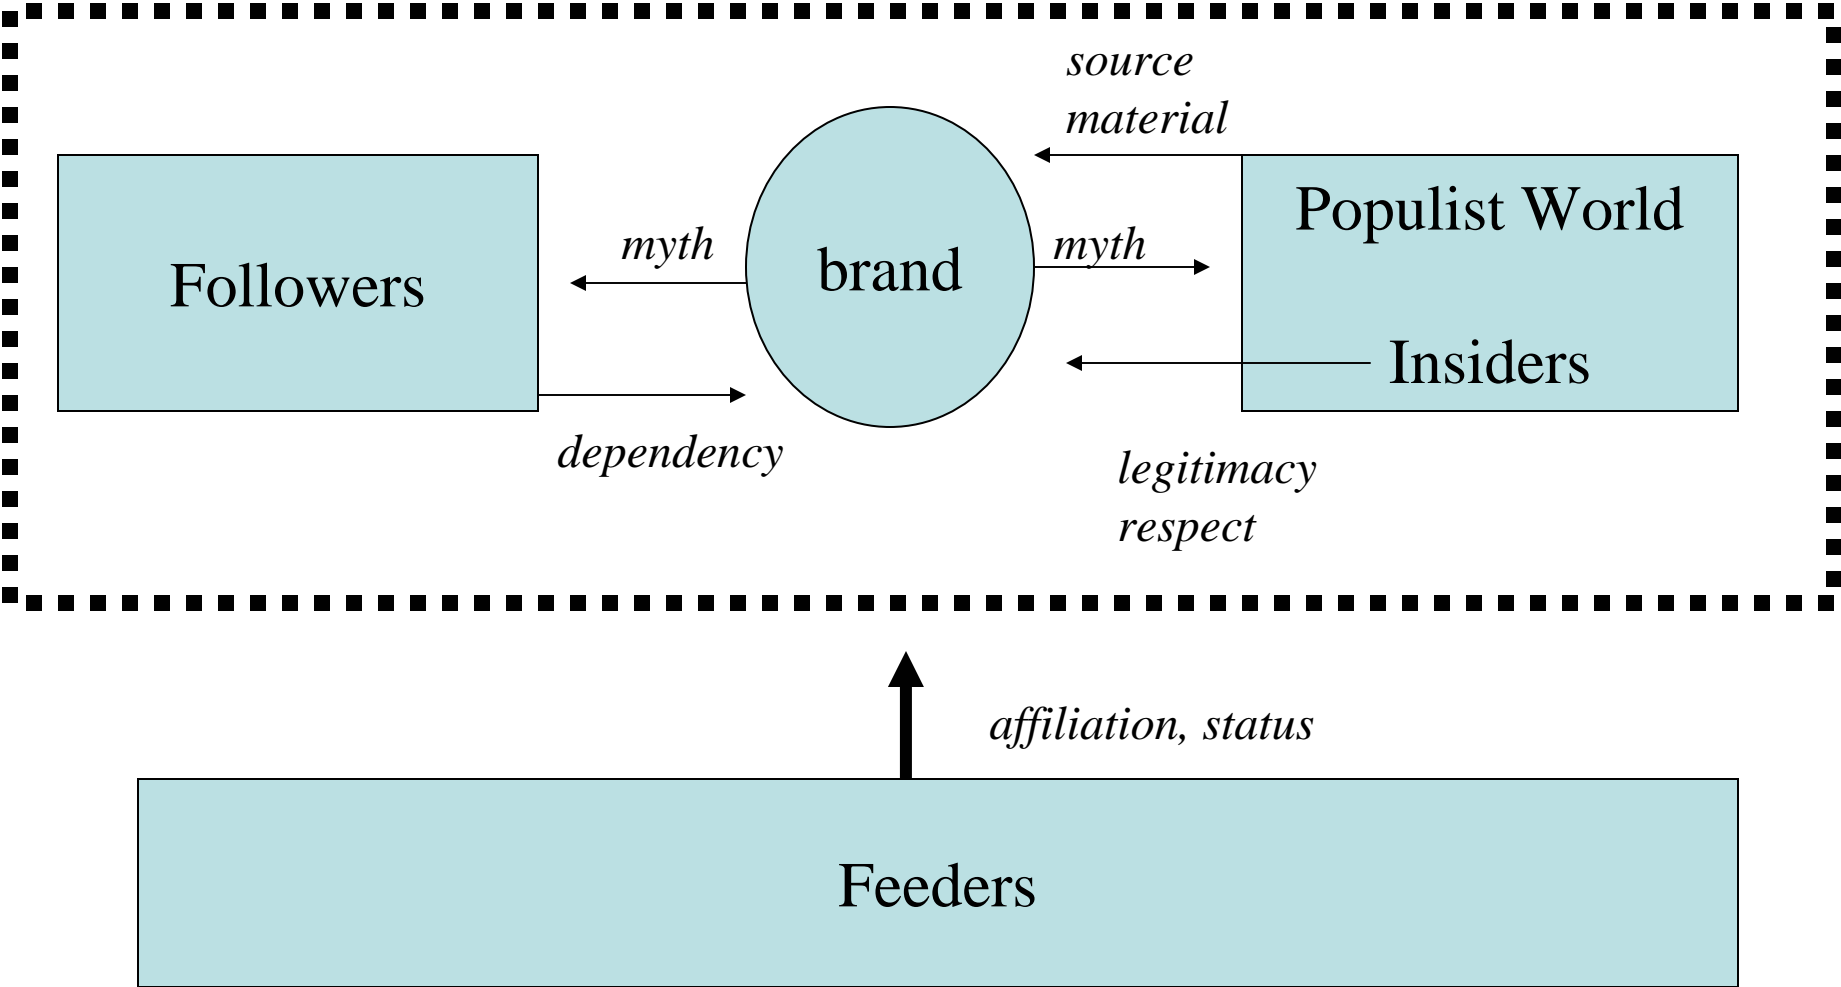 source
material
Populist World
myth
brand
myth
Followers
Insiders
dependency
legitimacy
respect
affiliation, status
Feeders